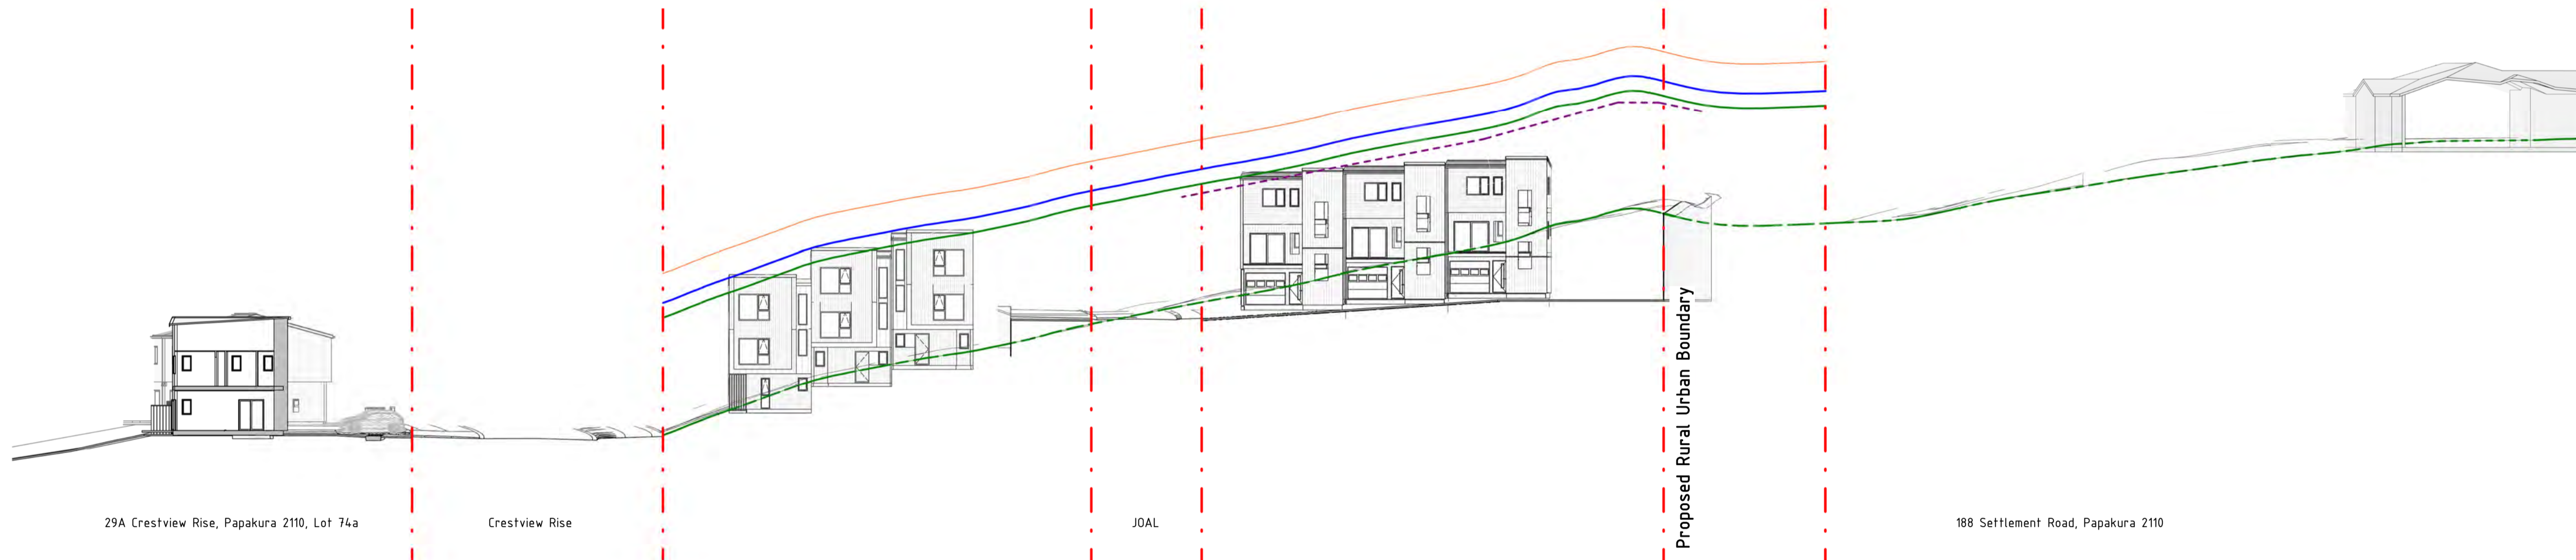 29A Crestview Rise, Papakura 2110, Lot 74a
Crestview Rise
JOAL
Proposed Rural Urban Boundary
188 Settlement Road, Papakura 2110